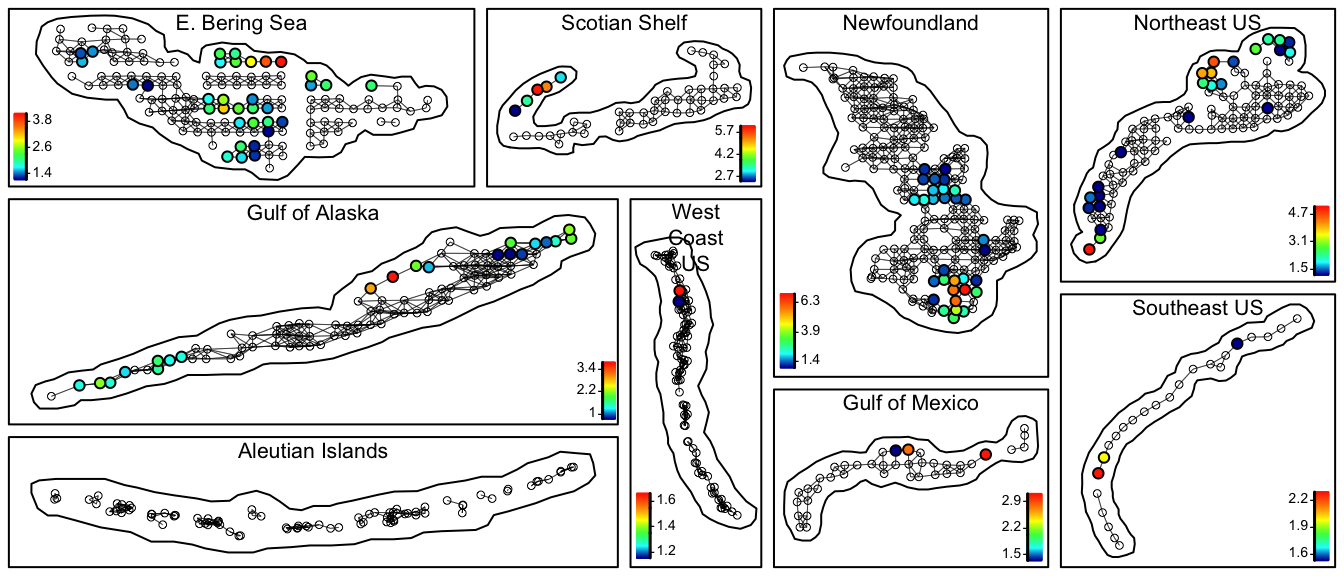 E. Bering Sea
3.8
2.6
1.4
Scotian Shelf
5.7
4.2
2.7
Newfoundland
6.3
3.9
1.4
Northeast US
4.7
3.1
1.5
Gulf of Alaska
3.4
2.2
1
West
Coast
US
1.6
1.4
1.2
Aleutian Islands
Gulf of Mexico
2.9
2.2
1.5
Southeast US
2.2
1.9
1.6